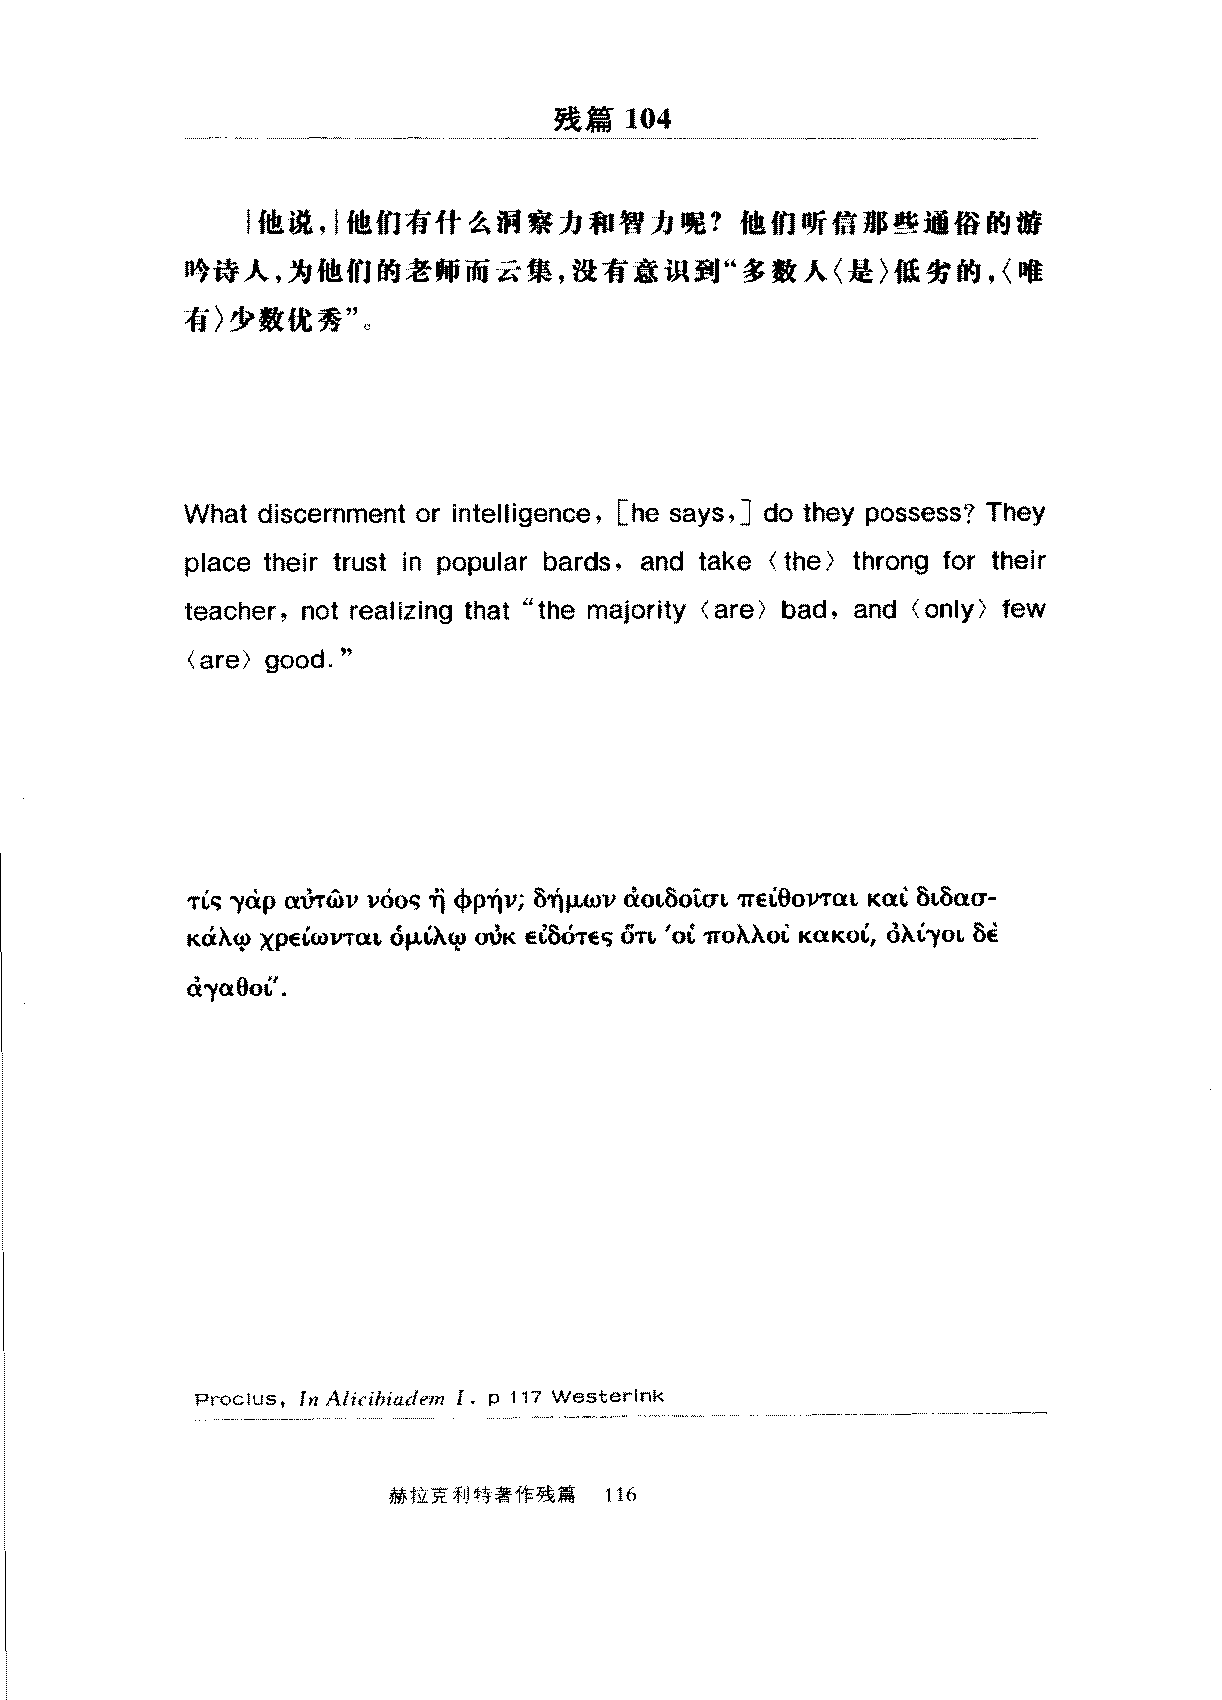 残篇 104
[他说，]他们有什么洞察力和智力呢？他们听信那些通俗的游
吟诗人，为他们的老师而云集，没有意识到“多数人〈是〉低劣的，〈唯
有〉少数优秀”。
What discernment or intelligence, [he says,] do they possess? They
place their trust in popular bards, and take 〈the〉 throng for their
teacher, not realizing that “the majority 〈are〉 bad, and 〈only〉 few
〈are〉 good.”
τίς γὰρ αὐτῶν νόος ἢ φρήν; δήμων ἀοιδοῖσι πείθονται καὶ διδασ-
κάλῳ χρείωνται ὁμίλῳ οὐκ εἰδότες ὅτι 'οἱ πολλοὶ κακοί, ὀλίγοι δὲ
ἀγαθοί'.
Proclus, In Alicibiadem I. p 117 Westerink
赫拉克利特著作残篇 116